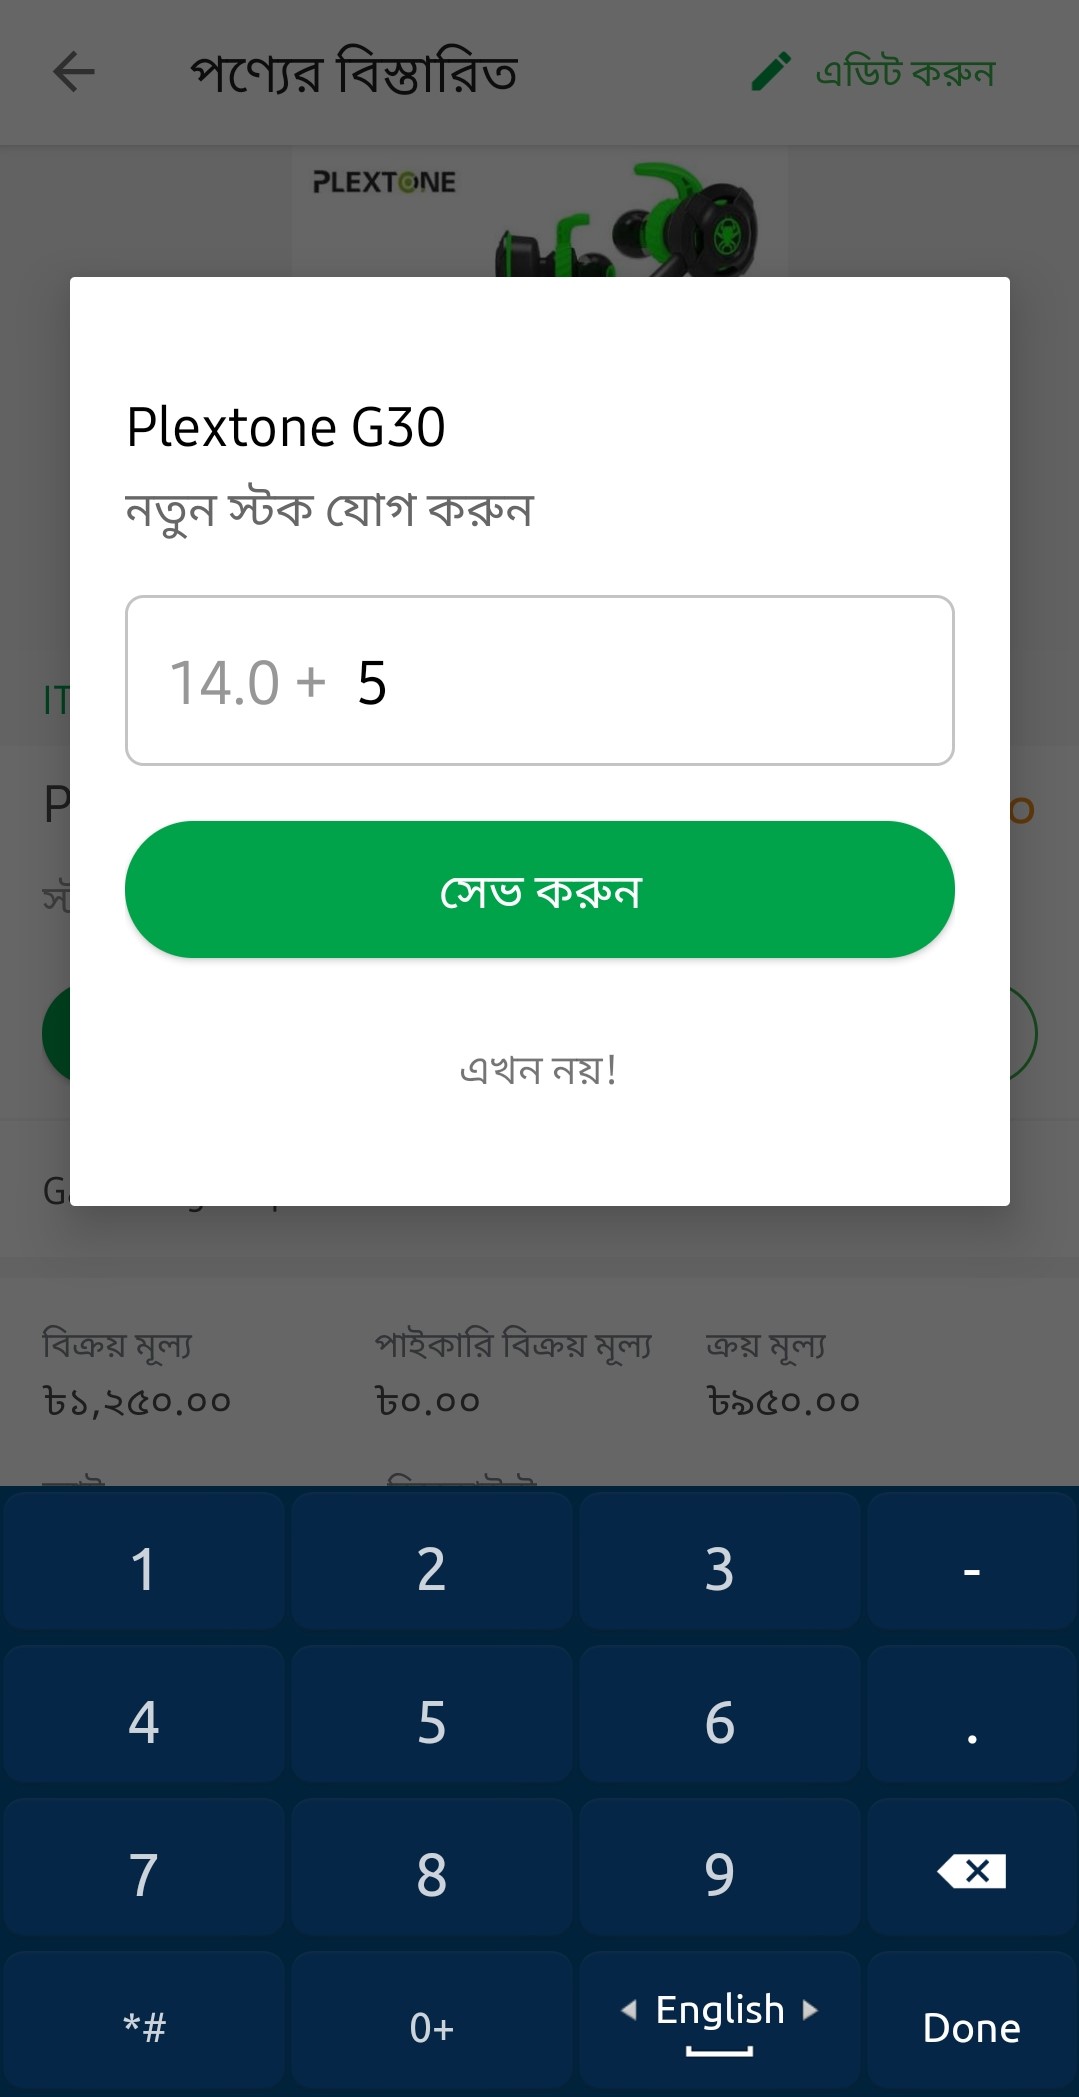 পণ্যের বিস্তারিত
এডিট করুন
PLEXTONE
Plextone G30
নতুন স্টক যোগ করুন
14.0 + 5
সেভ করুন
এখন নয়!
বিক্রয় মূল্য পাইকারি বিক্রয় মূল্য ক্রয় মূল্য
৳১,২৫০.০০ ৳০.০০ ৳৯৫০.০০
1 2 3 -
4 5 6 .
7 8 9
*# 0+ English Done